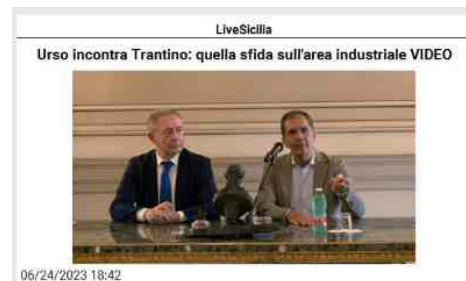 LiveSicilia
Urso incontra Trantino: quella sfida sull'area industriale VIDEO
06/24/2023 18:42